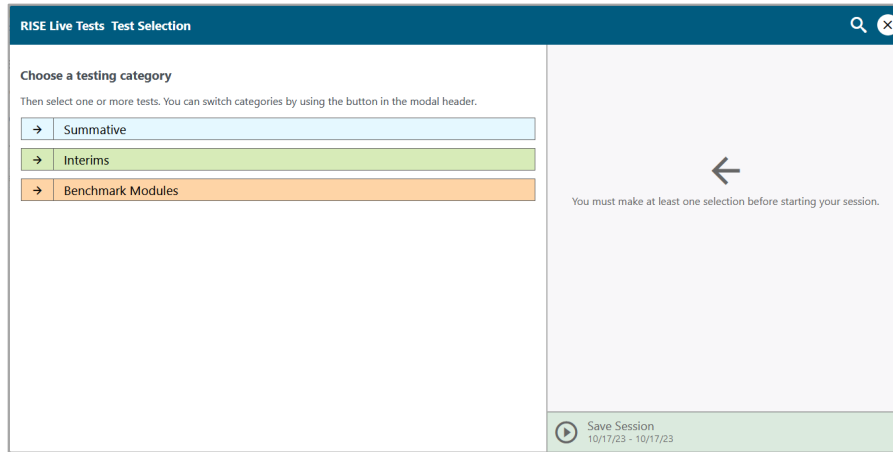 RISE Live Tests  Test Selection
Choose a testing category
Then select one or more tests. You can switch categories by using the button in the modal header.
Summative
Interims
Benchmark Modules
You must make at least one selection before starting your session.
Save Session
10/17/23 - 10/17/23